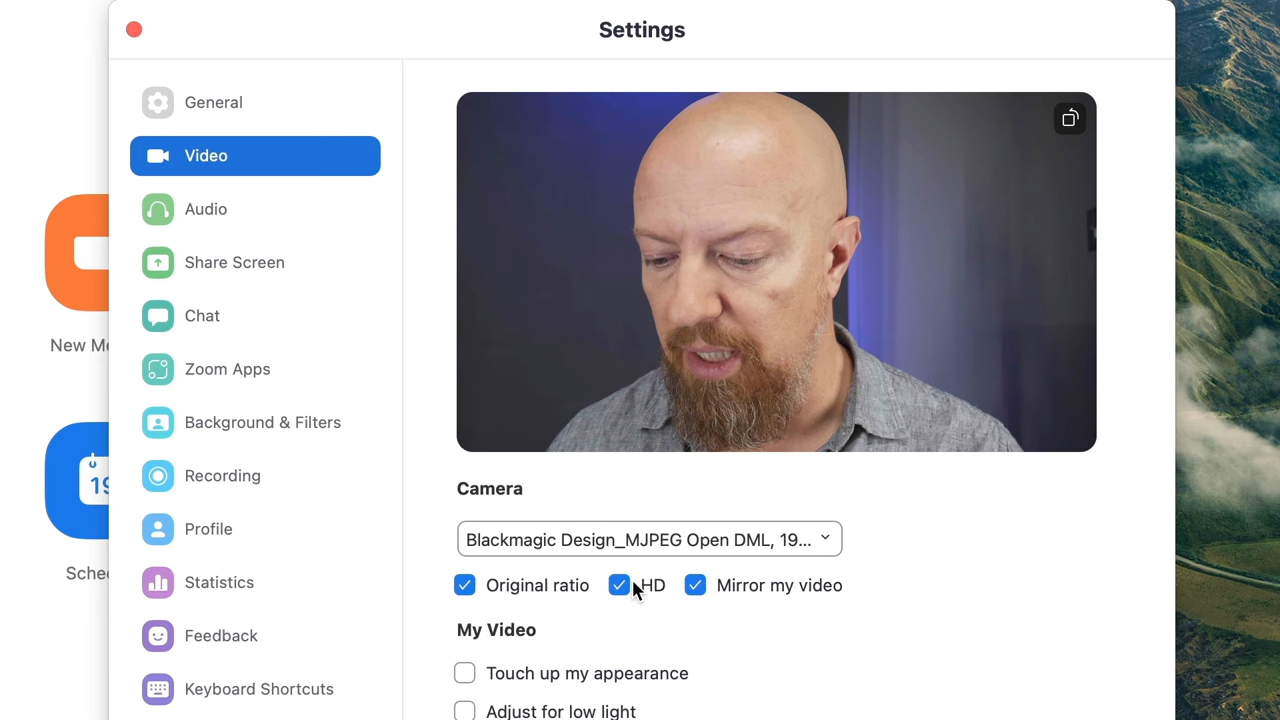 Settings
General
Video
Audio
Share Screen
Chat
Zoom Apps
Background & Filters
Recording
Profile
Statistics
Feedback
Keyboard Shortcuts
New Me
19
Sche
Camera
Blackmagic Design_MJPEG Open DML, 19...
Original ratio HD Mirror my video
My Video
Touch up my appearance
Adjust for low light